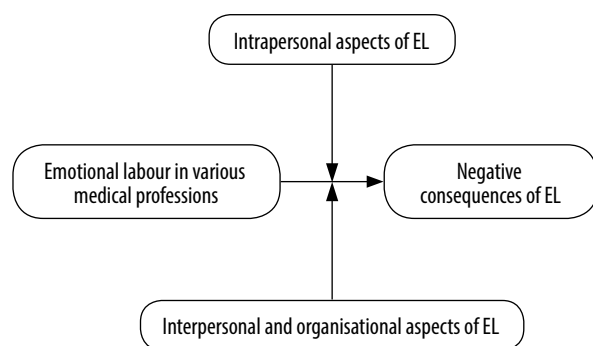 Intrapersonal aspects of EL
Emotional labour in various
medical professions
Negative
consequences of EL
Interpersonal and organisational aspects of EL